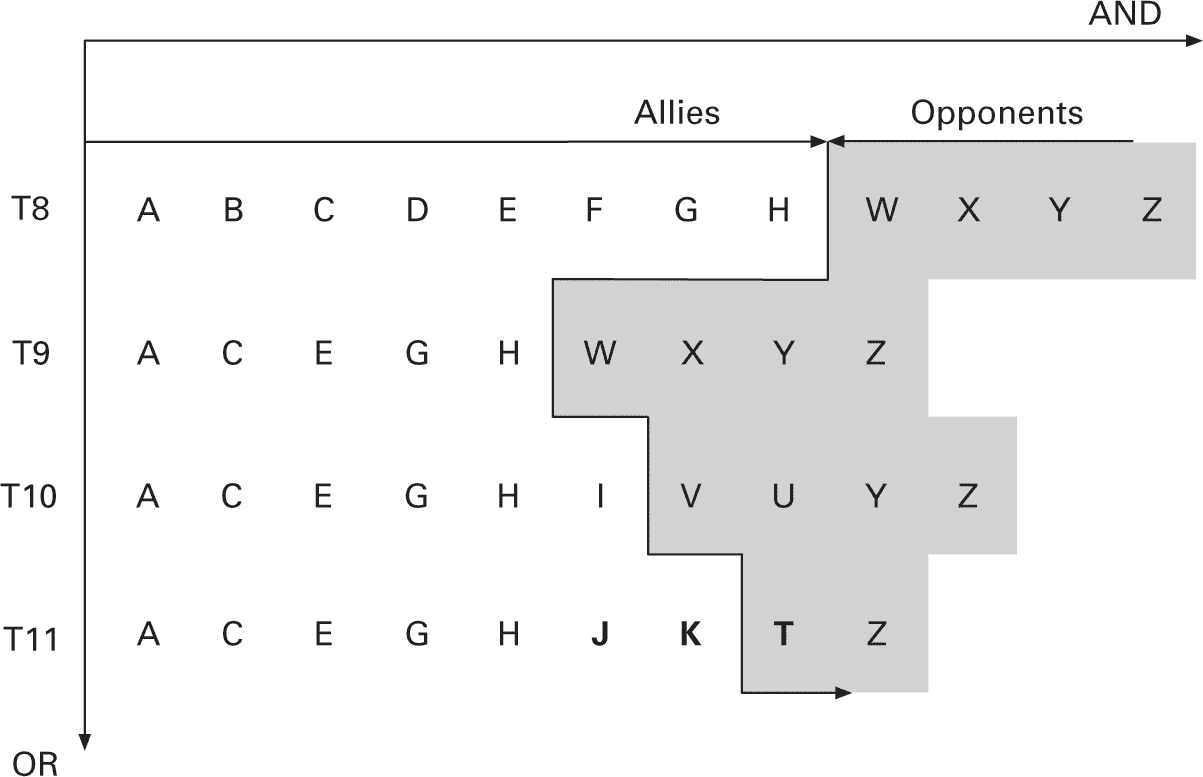 AND
Allies Opponents
T8 A B C D E F G H W X Y Z
T9 A C E G H W X Y Z
T10 A C E G H I V U Y Z
T11 A C E G H J K T Z
OR